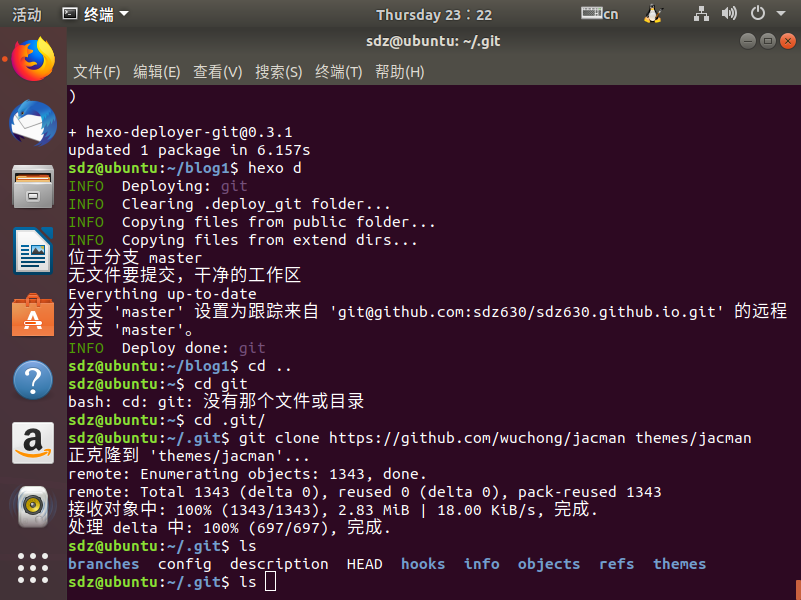 活动 终端 Thursday 23：22 cn
sdz@ubuntu: ~/.git
文件(F) 编辑(E) 查看(V) 搜索(S) 终端(T) 帮助(H)
)
+ hexo-deployer-git@0.3.1
updated 1 package in 6.157s
sdz@ubuntu:~/blog1$ hexo d
INFO  Deploying: git
INFO  Clearing .deploy_git folder...
INFO  Copying files from public folder...
INFO  Copying files from extend dirs...
位于分支 master
无文件要提交，干净的工作区
Everything up-to-date
分支 'master' 设置为跟踪来自 'git@github.com:sdz630/sdz630.github.io.git' 的远程
分支 'master'。
INFO  Deploy done: git
sdz@ubuntu:~/blog1$ cd ..
sdz@ubuntu:~$ cd git
bash: cd: git: 没有那个文件或目录
sdz@ubuntu:~$ cd .git/
sdz@ubuntu:~/.git$ git clone https://github.com/wuchong/jacman themes/jacman
正克隆到 'themes/jacman'...
remote: Enumerating objects: 1343, done.
remote: Total 1343 (delta 0), reused 0 (delta 0), pack-reused 1343
接收对象中: 100% (1343/1343), 2.83 MiB | 18.00 KiB/s, 完成.
处理 delta 中: 100% (697/697), 完成.
sdz@ubuntu:~/.git$ ls
branches  config  description  HEAD  hooks  info  objects  refs  themes
sdz@ubuntu:~/.git$ ls